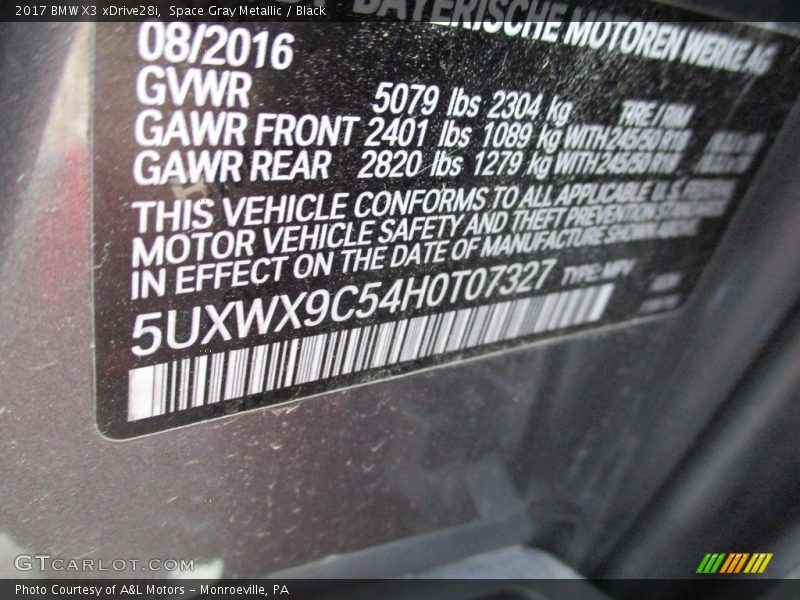 2017 BMW X3 xDrive28i, Space Gray Metallic / Black
BAYERISCHE MOTOREN WERKE AG
08/2016
GVWR 5079 lbs 2304 kg TIRE / RIM
GAWR FRONT 2401 lbs 1089 kg WITH 245/50 R19
GAWR REAR 2820 lbs 1279 kg WITH 245/50 R19
THIS VEHICLE CONFORMS TO ALL APPLICABLE U.S. FEDERAL
MOTOR VEHICLE SAFETY AND THEFT PREVENTION STANDARDS
IN EFFECT ON THE DATE OF MANUFACTURE SHOWN ABOVE.
5UXWX9C54H0T07327 TYPE: MPV
GTCARLOT.COM
Photo Courtesy of A&L Motors – Monroeville, PA